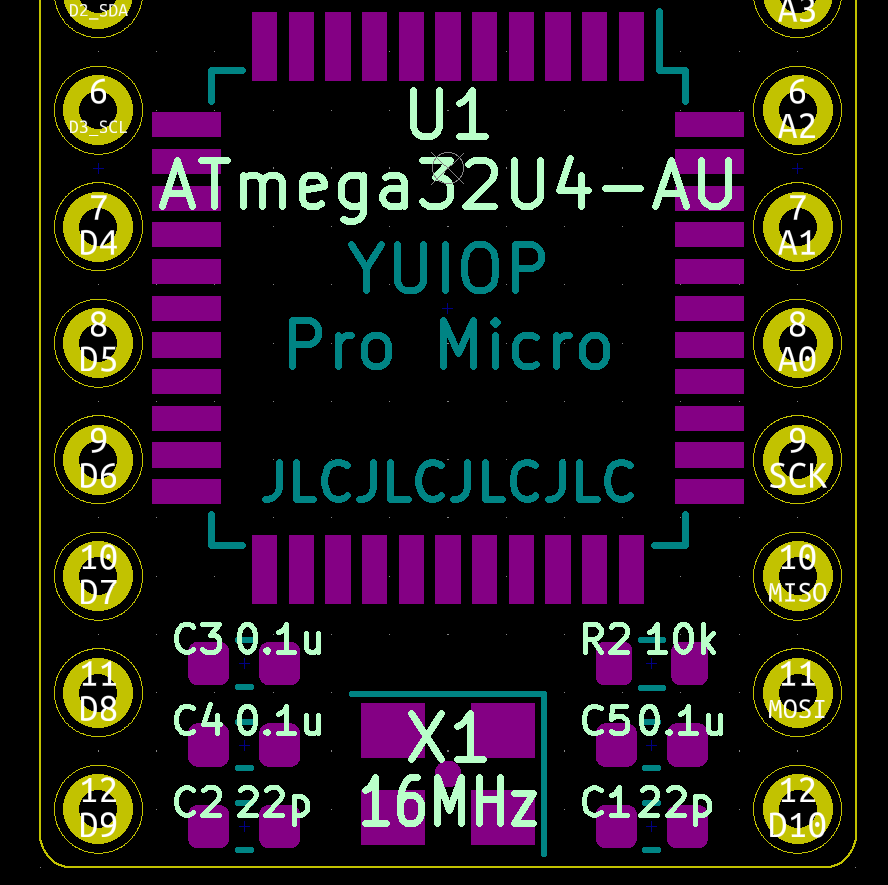 D2_SDA
A3
6
D3_SCL
U1
6
A2
ATmega32U4-AU
7
D4
7
A1
YUIOP
8
D5
Pro Micro
8
A0
9
D6
JLCJLCJLCJLC
9
SCK
10
D7
10
MISO
C3 0.1u
R2 10k
11
D8
11
MOSI
C4 0.1u
X1
C5 0.1u
12
D9
C2 22p
16MHz
C1 22p
12
D10